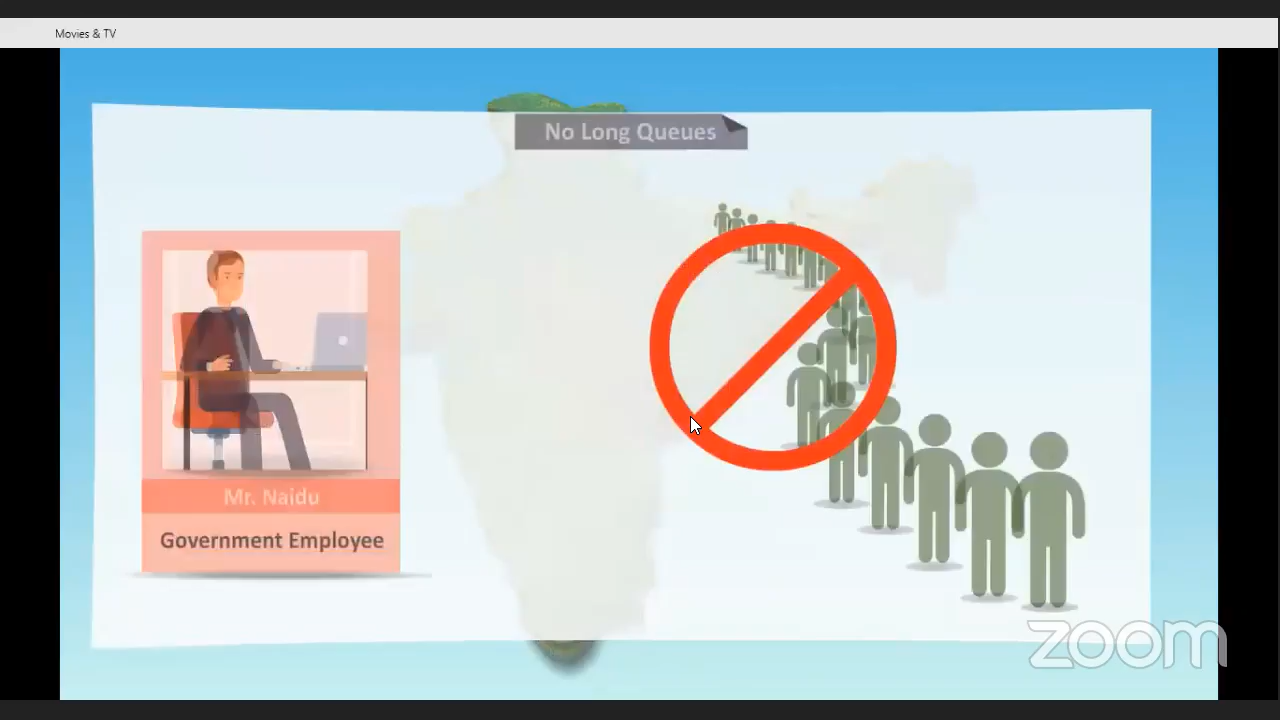 Movies & TV
No Long Queues
Mr. Naidu
Government Employee
zoom